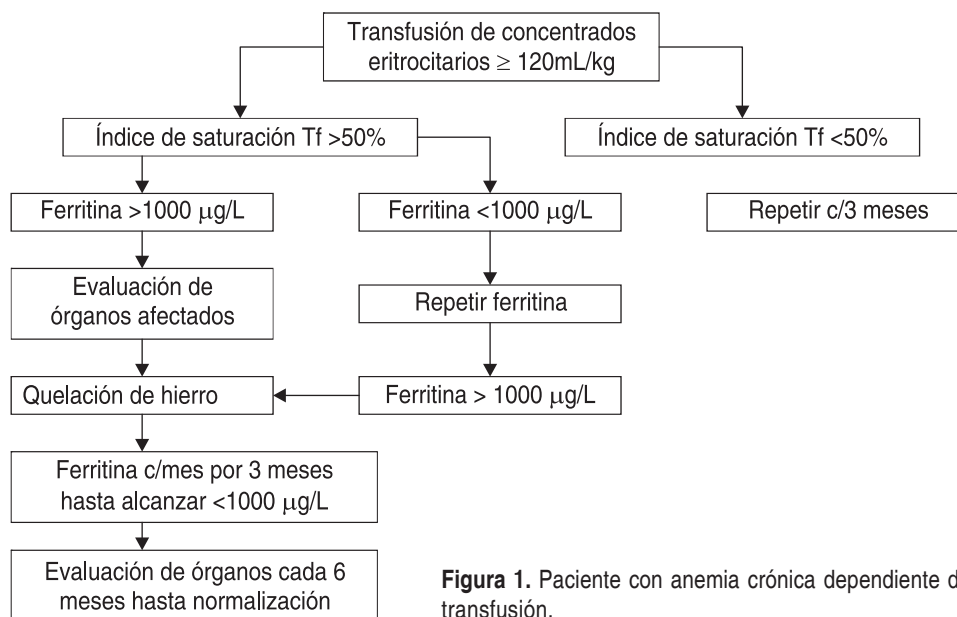 Transfusión de concentrados
eritrocitarios ≥ 120mL/kg
Índice de saturación Tf >50%
Índice de saturación Tf <50%
Ferritina >1000 µg/L
Ferritina <1000 µg/L
Repetir c/3 meses
Evaluación de
órganos afectados
Repetir ferritina
Quelación de hierro
Ferritina > 1000 µg/L
Ferritina c/mes por 3 meses
hasta alcanzar <1000 µg/L
Evaluación de órganos cada 6
meses hasta normalización
Figura 1. Paciente con anemia crónica dependiente d
transfusión.